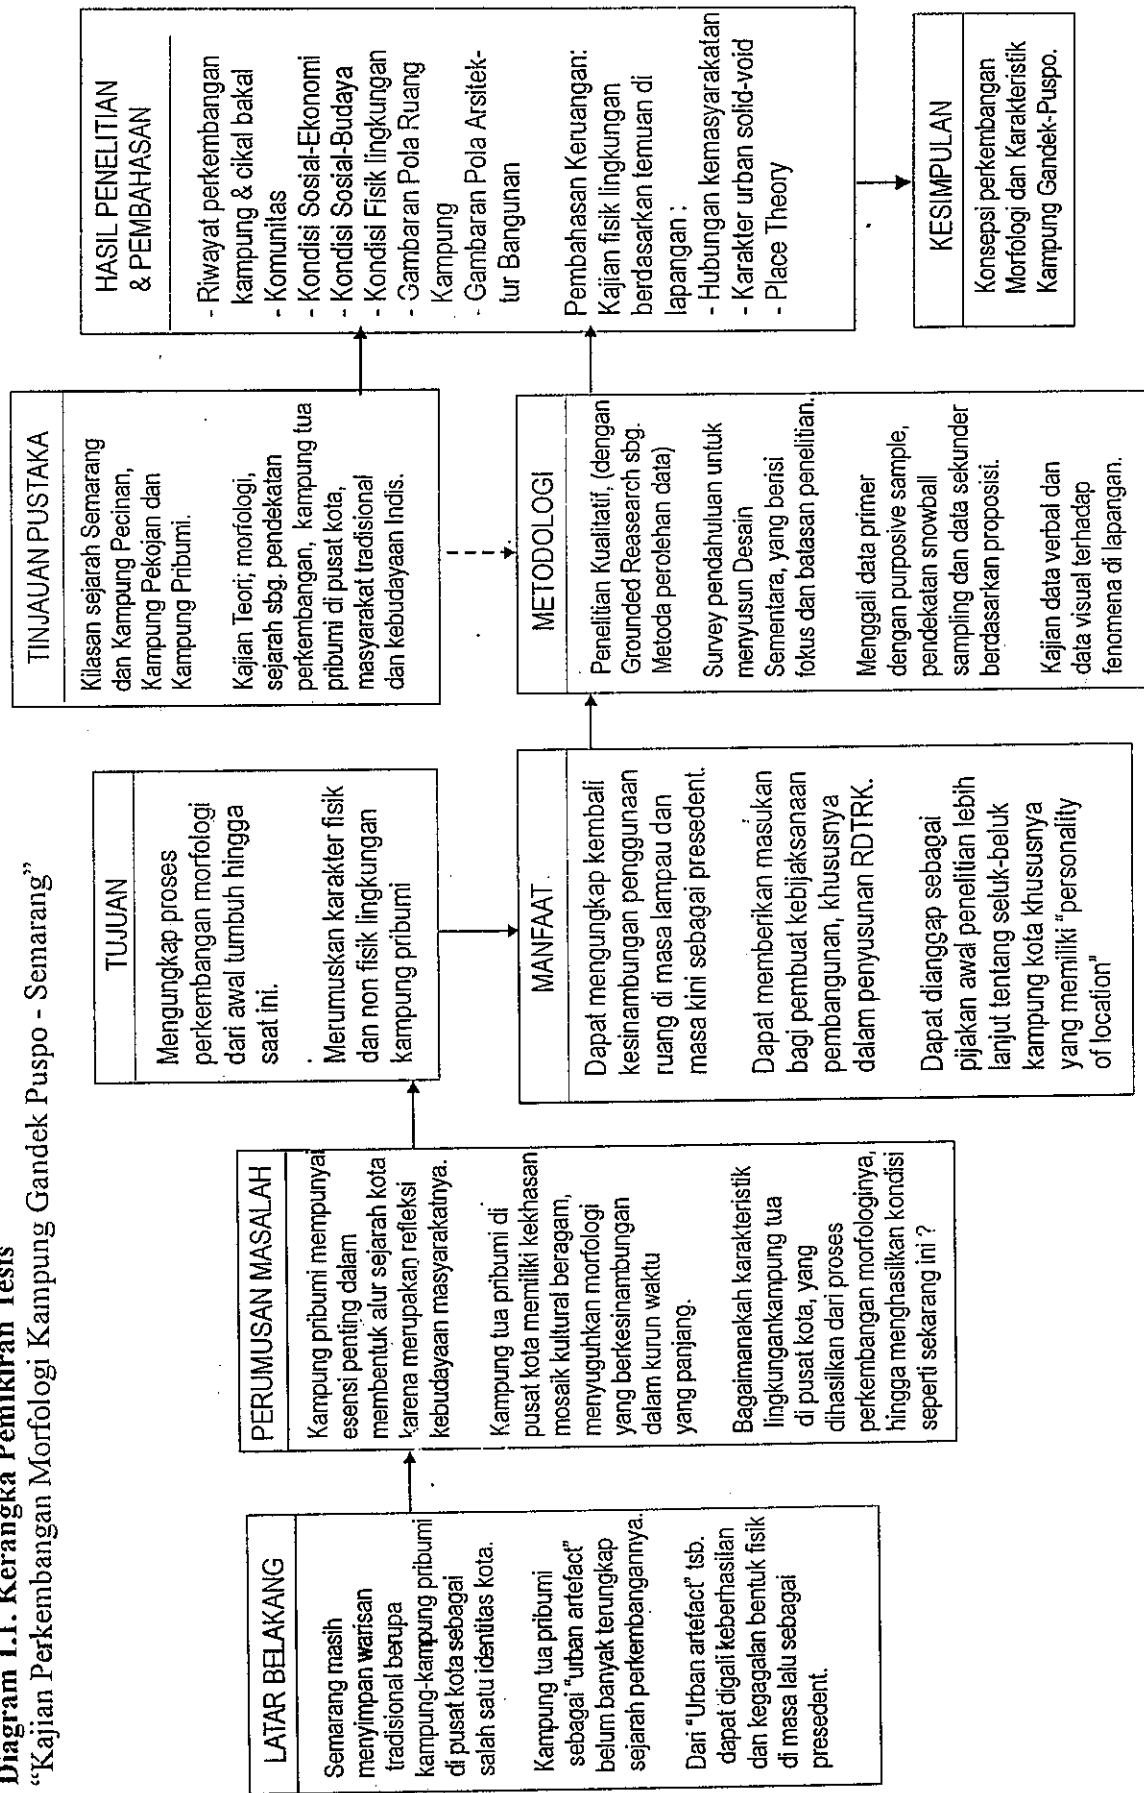 Diagram 1.1. Kerangka Pemikiran Tesis
“Kajian Perkembangan Morfologi Kampung Gandek Puspo - Semarang”
LATAR BELAKANG
Semarang masih
menyimpan warisan
tradisional berupa
kampung-kampung pribumi
di pusat kota sebagai
salah satu identitas kota.
Kampung tua pribumi
sebagai “urban artefact”
belum banyak terungkap
sejarah perkembangannya.
Dari “Urban artefact” tsb.
dapat digali keberhasilan
dan kegagalan bentuk fisik
di masa lalu sebagai
presedent.
PERUMUSAN MASALAH
Kampung pribumi mempunyai
esensi penting dalam
membentuk alur sejarah kota
karena merupakan refleksi
kebudayaan masyarakatnya.
Kampung tua pribumi di
pusat kota memiliki kekhasan
mosaik kultural beragam,
menyuguhkan morfologi
yang berkesinambungan
dalam kurun waktu
yang panjang.
Bagaimanakah karakteristik
lingkungankampung tua
di pusat kota, yang
dihasilkan dari proses
perkembangan morfologinya,
hingga menghasilkan kondisi
seperti sekarang ini ?
TUJUAN
Mengungkap proses
perkembangan morfologi
dari awal tumbuh hingga
saat ini.
Merumuskan karakter fisik
dan non fisik lingkungan
kampung pribumi
MANFAAT
Dapat mengungkap kembali
kesinambungan penggunaan
ruang di masa lampau dan
masa kini sebagai presedent.
Dapat memberikan masukan
bagi pembuat kebijaksanaan
pembangunan, khususnya
dalam penyusunan RDTRK.
Dapat dianggap sebagai
pijakan awal penelitian lebih
lanjut tentang seluk-beluk
kampung kota khususnya
yang memiliki “personality
of location”
TINJAUAN PUSTAKA
Kilasan sejarah Semarang
dan Kampung Pecinan,
Kampung Pekojan dan
Kampung Pribumi.
Kajian Teori; morfologi,
sejarah sbg. pendekatan
perkembangan, kampung tua
pribumi di pusat kota,
masyarakat tradisional
dan kebudayaan Indis.
METODOLOGI
Penelitian Kualitatif, (dengan
Grounded Reasearch sbg.
Metoda perolehan data)
Survey pendahuluan untuk
menyusun Desain
Sementara, yang berisi
fokus dan batasan penelitian.
Menggali data primer
dengan purposive sample,
pendekatan snowball
sampling dan data sekunder
berdasarkan proposisi.
Kajian data verbal dan
data visual terhadap
fenomena di lapangan.
HASIL PENELITIAN
& PEMBAHASAN
- Riwayat perkembangan
kampung & cikal bakal
- Komunitas
- Kondisi Sosial-Ekonomi
- Kondisi Sosial-Budaya
- Kondisi Fisik lingkungan
- Gambaran Pola Ruang
Kampung
- Gambaran Pola Arsitek-
tur Bangunan
Pembahasan Keruangan:
Kajian fisik lingkungan
berdasarkan temuan di
lapangan :
- Hubungan kemasyarakatan
- Karakter urban solid-void
- Place Theory
KESIMPULAN
Konsepsi perkembangan
Morfologi dan Karakteristik
Kampung Gandek-Puspo.